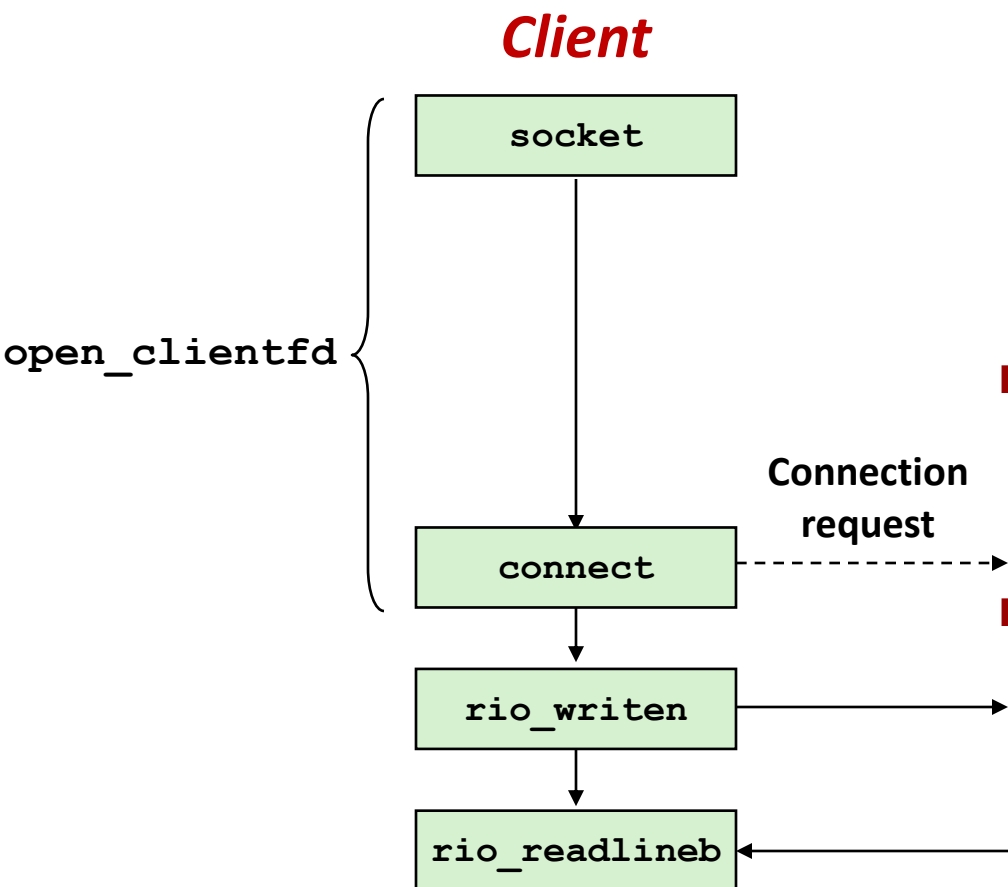 Client
socket
open_clientfd
Connection
request
connect
rio_writen
rio_readlineb